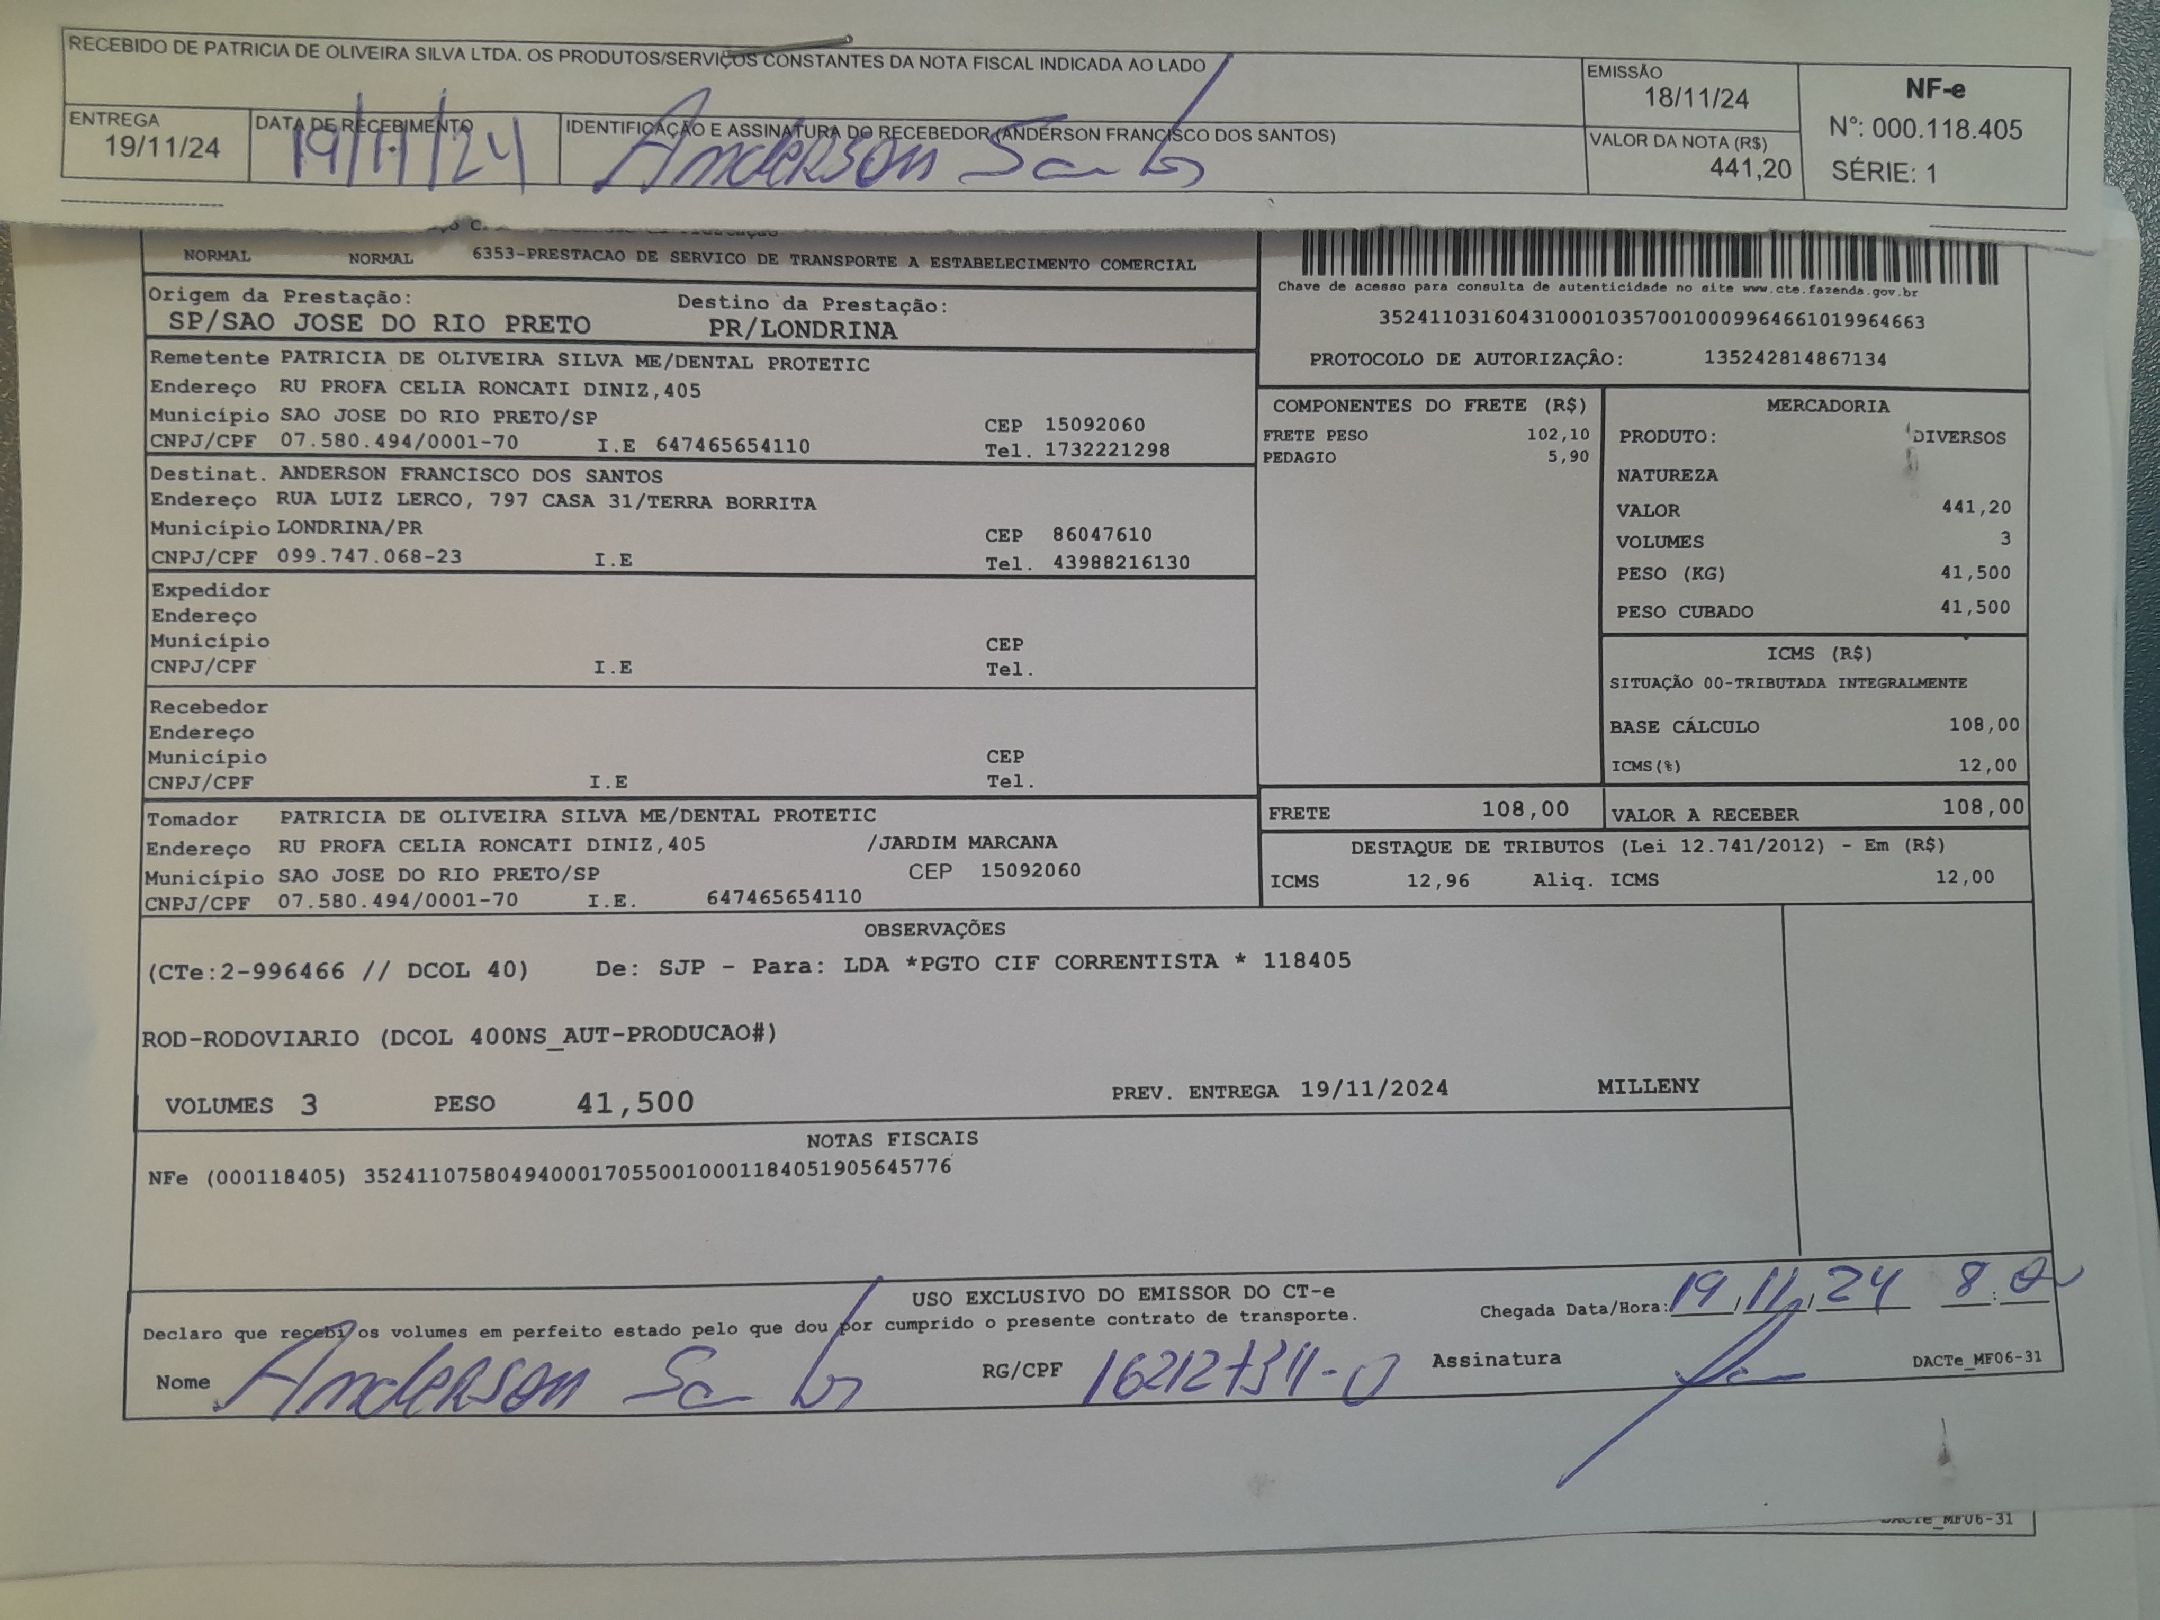 RECEBIDO DE PATRICIA DE OLIVEIRA SILVA LTDA. OS PRODUTOS/SERVIÇOS CONSTANTES DA NOTA FISCAL INDICADA AO LADO
EMISSÃO
18/11/24
NF-e
Nº: 000.118.405
SÉRIE: 1
ENTREGA
19/11/24
DATA DE RECEBIMENTO
19/11/24
IDENTIFICAÇÃO E ASSINATURA DO RECEBEDOR (ANDERSON FRANCISCO DOS SANTOS)
Anderson Santos
VALOR DA NOTA (R$)
441,20
NORMAL NORMAL 6353-PRESTACAO DE SERVICO DE TRANSPORTE A ESTABELECIMENTO COMERCIAL
Chave de acesso para consulta de autenticidade no site www.cte.fazenda.gov.br
35241103160431000103570010009964661019964663
PROTOCOLO DE AUTORIZAÇÃO: 135242814867134
Origem da Prestação: Destino da Prestação:
SP/SAO JOSE DO RIO PRETO PR/LONDRINA
Remetente PATRICIA DE OLIVEIRA SILVA ME/DENTAL PROTETIC
Endereço RU PROFA CELIA RONCATI DINIZ,405
Município SAO JOSE DO RIO PRETO/SP CEP 15092060
CNPJ/CPF 07.580.494/0001-70 I.E 647465654110 Tel. 1732221298
Destinat. ANDERSON FRANCISCO DOS SANTOS
Endereço RUA LUIZ LERCO, 797 CASA 31/TERRA BORRITA
Município LONDRINA/PR CEP 86047610
CNPJ/CPF 099.747.068-23 I.E Tel. 43988216130
Expedidor
Endereço
Município CEP
CNPJ/CPF I.E Tel.
Recebedor
Endereço
Município CEP
CNPJ/CPF I.E Tel.
Tomador PATRICIA DE OLIVEIRA SILVA ME/DENTAL PROTETIC
Endereço RU PROFA CELIA RONCATI DINIZ,405 /JARDIM MARCANA
Município SAO JOSE DO RIO PRETO/SP CEP 15092060
CNPJ/CPF 07.580.494/0001-70 I.E. 647465654110
COMPONENTES DO FRETE (R$)
FRETE PESO 102,10
PEDAGIO 5,90
MERCADORIA
PRODUTO: DIVERSOS
NATUREZA
VALOR 441,20
VOLUMES 3
PESO (KG) 41,500
PESO CUBADO 41,500
ICMS (R$)
SITUAÇÃO 00-TRIBUTADA INTEGRALMENTE
BASE CÁLCULO 108,00
ICMS(%) 12,00
FRETE 108,00 VALOR A RECEBER 108,00
DESTAQUE DE TRIBUTOS (Lei 12.741/2012) - Em (R$)
ICMS 12,96 Aliq. ICMS 12,00
OBSERVAÇÕES
(CTe:2-996466 // DCOL 40) De: SJP - Para: LDA *PGTO CIF CORRENTISTA * 118405
ROD-RODOVIARIO (DCOL 400NS_AUT-PRODUCAO#)
VOLUMES 3 PESO 41,500 PREV. ENTREGA 19/11/2024 MILLENY
NOTAS FISCAIS
NFe (000118405) 35241107580494000170550010001184051905645776
USO EXCLUSIVO DO EMISSOR DO CT-e
Chegada Data/Hora: 19/11/24 8:
Declaro que recebi os volumes em perfeito estado pelo que dou por cumprido o presente contrato de transporte.
Nome Anderson Santos RG/CPF Assinatura
DACTe_MF06-31
DACTe_MF06-31